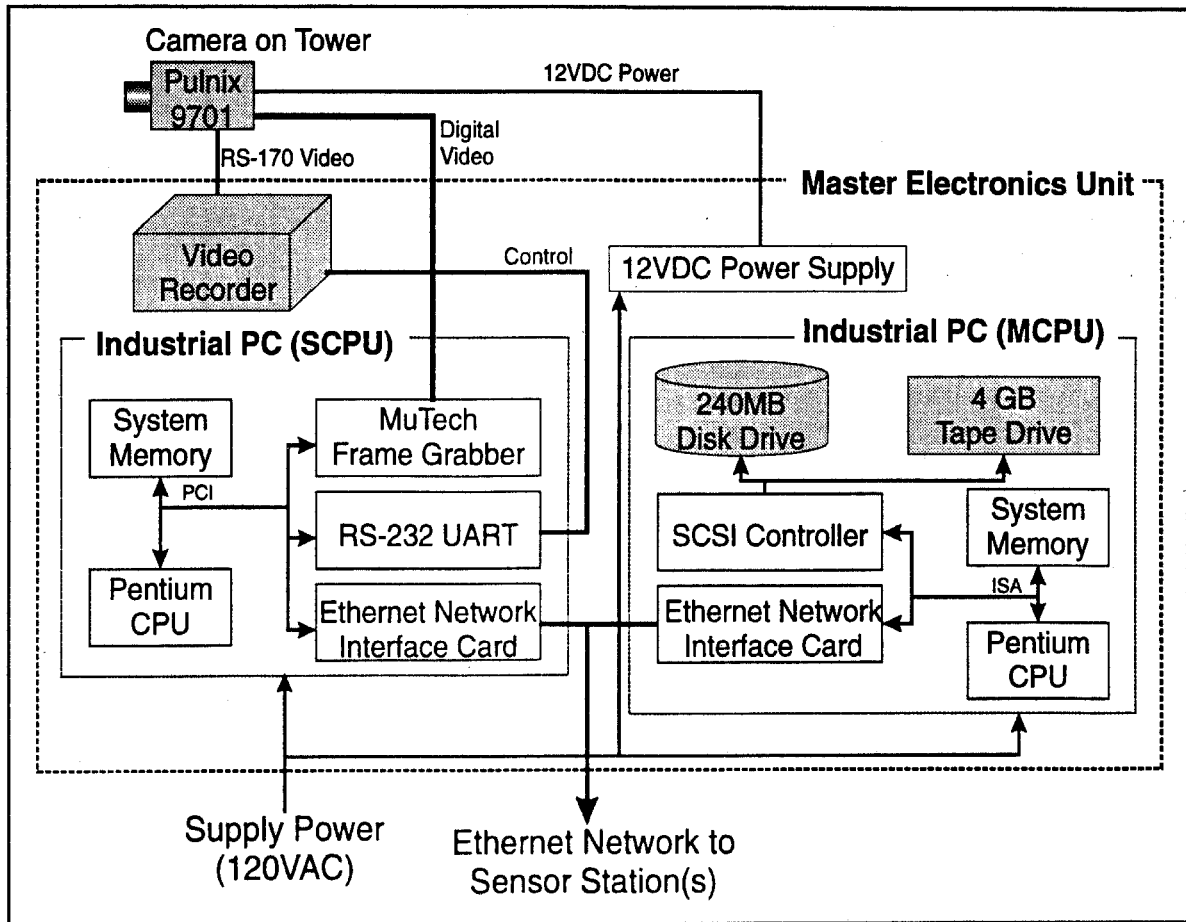 Camera on Tower
Pulnix
9701
12VDC Power
Digital
Video
RS-170 Video
Master Electronics Unit
Video
Recorder
Control
12VDC Power Supply
Industrial PC (SCPU)
Industrial PC (MCPU)
System
Memory
MuTech
Frame Grabber
240MB
Disk Drive
4 GB
Tape Drive
PCI
RS-232 UART
SCSI Controller
System
Memory
Pentium
CPU
Ethernet Network
Interface Card
Ethernet Network
Interface Card
ISA
Pentium
CPU
Supply Power
(120VAC)
Ethernet Network to
Sensor Station(s)